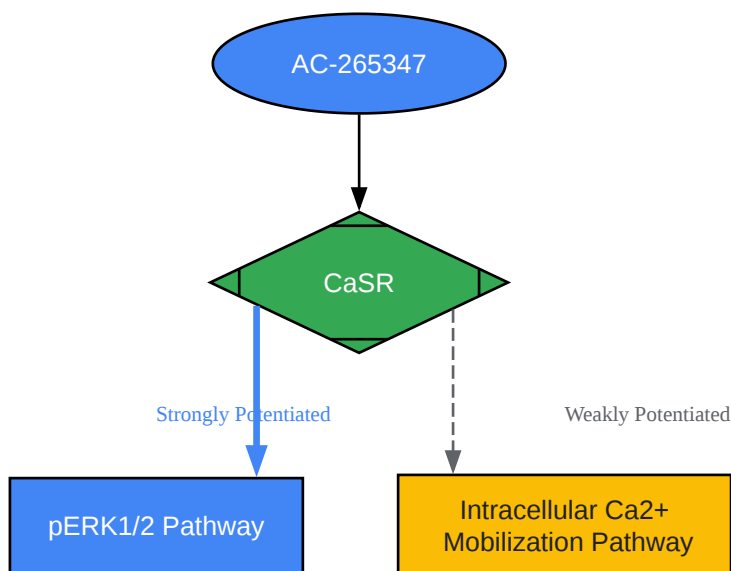 AC-265347
CaSR
Strongly Potentiated
Weakly Potentiated
pERK1/2 Pathway
Intracellular Ca2+
Mobilization Pathway